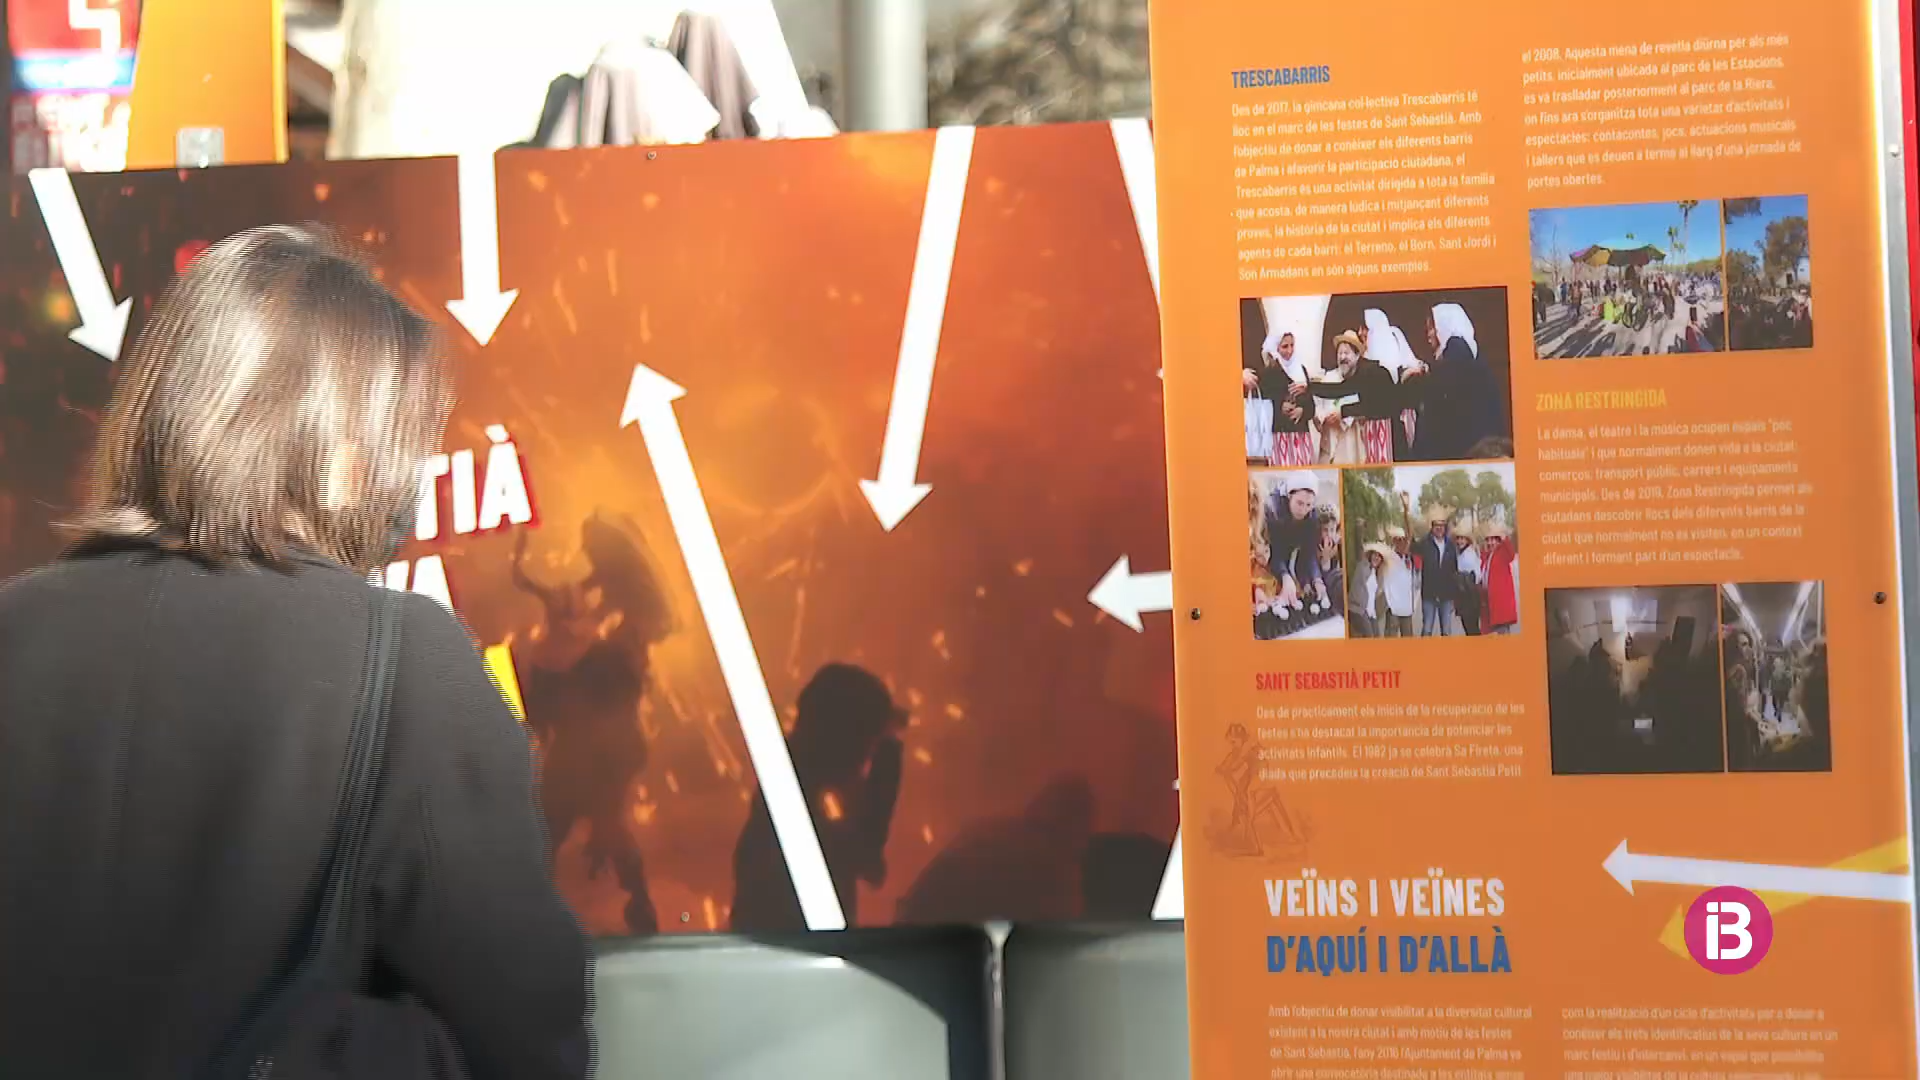 TIÀ
TRESCABARRIS
Des de 2017, la gimcana col·lectiva Trescabarris té
lloc en el marc de les festes de Sant Sebastià. Amb
l'objectiu de donar a conèixer els diferents barris
de Palma i afavorir la participació ciutadana, el
Trescabarris és una activitat dirigida a tota la família
que acosta, de manera lúdica i mitjançant diferents
proves, la història de la ciutat i implica els diferents
agents de cada barri: el Terreno, el Born, Sant Jordi i
Son Armadans en són alguns exemples.
SANT SEBASTIÀ PETIT
Des de pràcticament els inicis de la recuperació de les
festes s'ha destacat la importància de potenciar les
activitats infantils. El 1982 ja se celebrà Sa Fireta, una
diada que precedeix la creació de Sant Sebastià Petit
el 2008. Aquesta mena de revetla diürna per als més
petits, inicialment ubicada al parc de les Estacions,
es va traslladar posteriorment al parc de la Riera,
on fins ara s'organitza tota una varietat d'activitats i
espectacles: contacontes, jocs, actuacions musicals
i tallers que es deuen a terme al llarg d'una jornada de
portes obertes.
ZONA RESTRINGIDA
La dansa, el teatre i la música ocupen espais "poc
habituals" i que normalment donen vida a la ciutat:
comerços, transport públic, carrers i equipaments
municipals. Des de 2019, Zona Restringida permet als
ciutadans descobrir llocs dels diferents barris de la
ciutat que normalment no es visiten, en un context
diferent i formant part d'un espectacle.
VEÏNS I VEÏNES
D'AQUÍ I D'ALLÀ
Amb l'objectiu de donar visibilitat a la diversitat cultural
existent a la nostra ciutat i amb motiu de les festes
de Sant Sebastià, l'any 2016 l'Ajuntament de Palma va
obrir una convocatòria destinada a les entitats
com la realització d'un cicle d'activitats per a donar a
conèixer els trets identificatius de la seva cultura en un
marc festiu i d'intercanvi, en un espai que possibilita
una major visibilitat de la cultura
IB